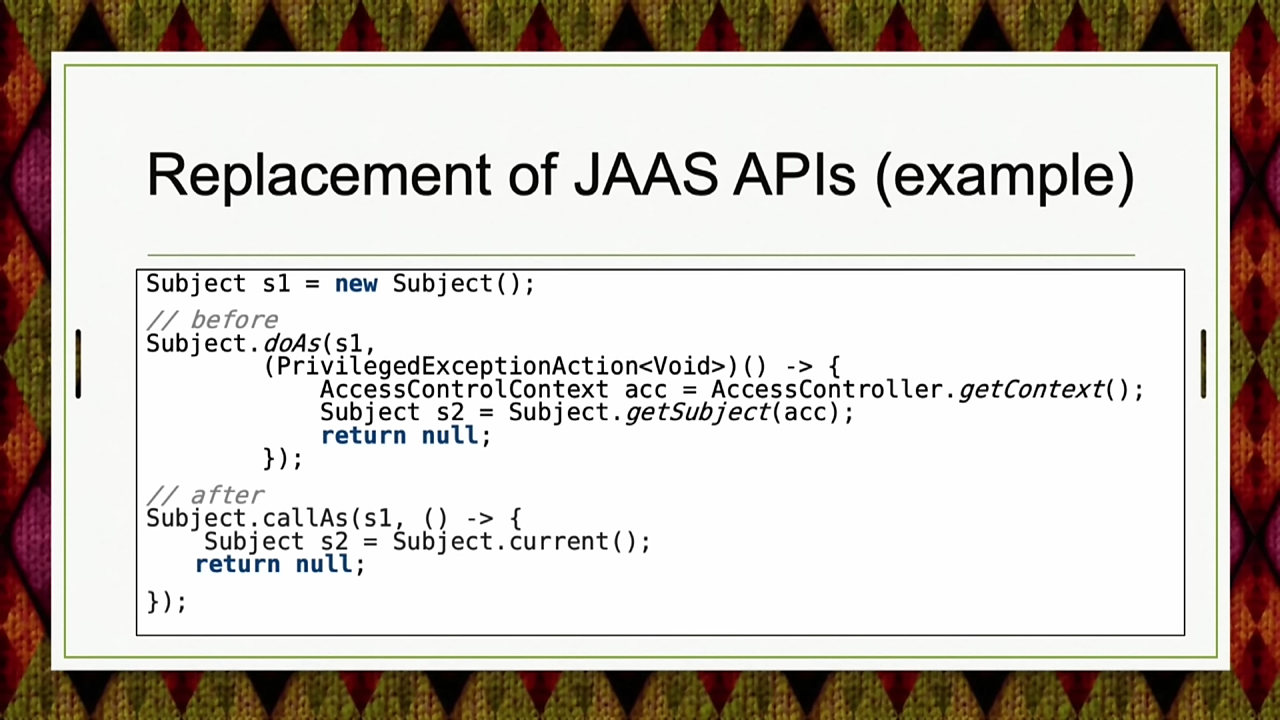 Replacement of JAAS APIs (example)
Subject s1 = new Subject();
// before
Subject.doAs(s1,
        (PrivilegedExceptionAction<Void>)() -> {
            AccessControlContext acc = AccessController.getContext();
            Subject s2 = Subject.getSubject(acc);
            return null;
        });
// after
Subject.callAs(s1, () -> {
    Subject s2 = Subject.current();
   return null;
});